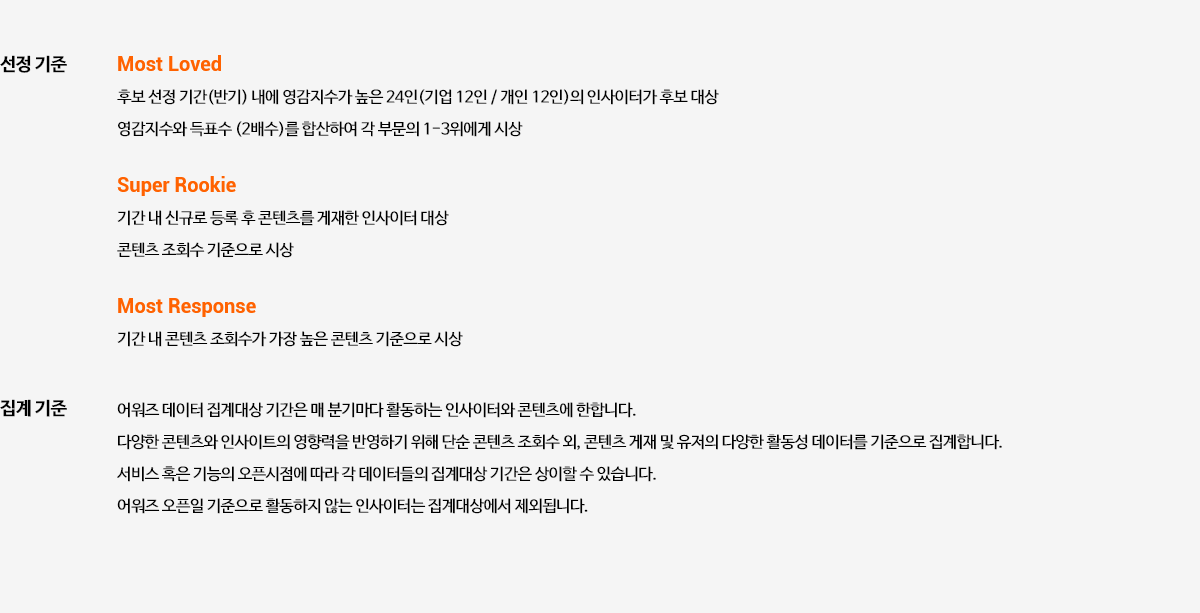 선정 기준
Most Loved
후보 선정 기간(반기) 내에 영감지수가 높은 24인(기업 12인 / 개인 12인)의 인사이터가 후보 대상
영감지수와 득표수 (2배수)를 합산하여 각 부문의 1-3위에게 시상
Super Rookie
기간 내 신규로 등록 후 콘텐츠를 게재한 인사이터 대상
콘텐츠 조회수 기준으로 시상
Most Response
기간 내 콘텐츠 조회수가 가장 높은 콘텐츠 기준으로 시상
집계 기준
어워즈 데이터 집계대상 기간은 매 분기마다 활동하는 인사이터와 콘텐츠에 한합니다.
다양한 콘텐츠와 인사이트의 영향력을 반영하기 위해 단순 콘텐츠 조회수 외, 콘텐츠 게재 및 유저의 다양한 활동성 데이터를 기준으로 집계합니다.
서비스 혹은 기능의 오픈시점에 따라 각 데이터들의 집계대상 기간은 상이할 수 있습니다.
어워즈 오픈일 기준으로 활동하지 않는 인사이터는 집계대상에서 제외됩니다.